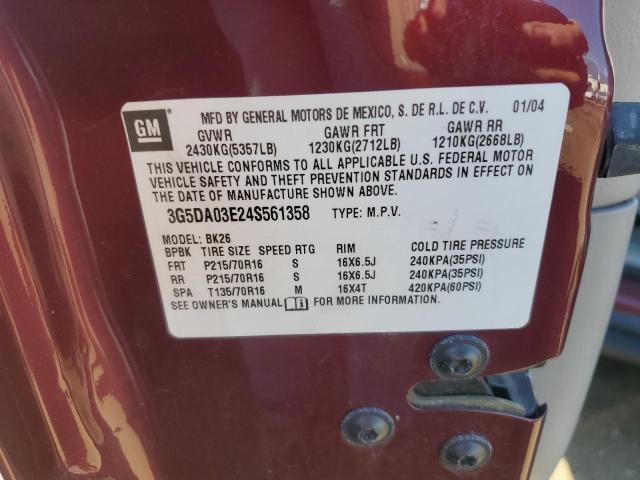 GM
MFD BY GENERAL MOTORS DE MEXICO, S. DE R.L. DE C.V. 01/04
GVWR GAWR FRT GAWR RR
2430KG(5357LB) 1230KG(2712LB) 1210KG(2668LB)
THIS VEHICLE CONFORMS TO ALL APPLICABLE U.S. FEDERAL MOTOR
VEHICLE SAFETY AND THEFT PREVENTION STANDARDS IN EFFECT ON
THE DATE OF MANUFACTURE SHOWN ABOVE.
3G5DA03E24S561358 TYPE: M.P.V.
MODEL: BK26
BPBK TIRE SIZE SPEED RTG RIM COLD TIRE PRESSURE
FRT P215/70R16 S 16X6.5J 240KPA(35PSI)
RR P215/70R16 S 16X6.5J 240KPA(35PSI)
SPA T135/70R16 M 16X4T 420KPA(60PSI)
SEE OWNER'S MANUAL FOR MORE INFORMATION